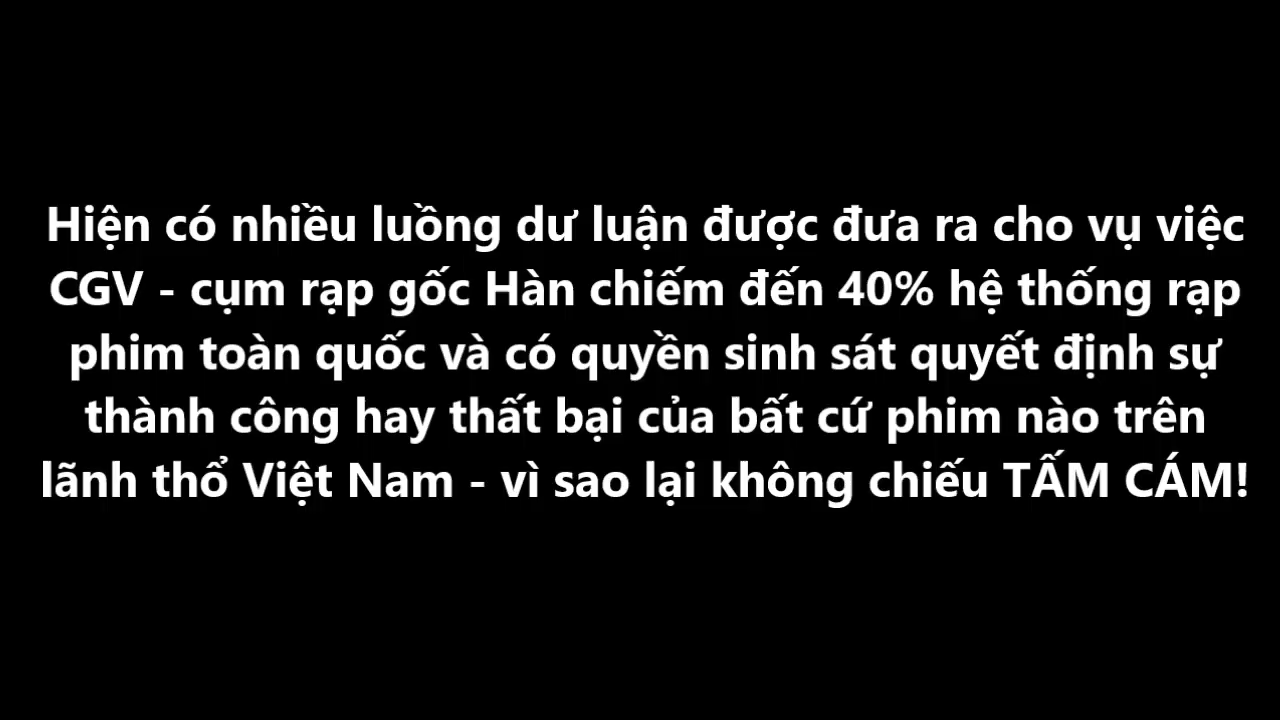 Hiện có nhiều luồng dư luận được đưa ra cho vụ việc
CGV - cụm rạp gốc Hàn chiếm đến 40% hệ thống rạp
phim toàn quốc và có quyền sinh sát quyết định sự
thành công hay thất bại của bất cứ phim nào trên
lãnh thổ Việt Nam - vì sao lại không chiếu TẤM CÁM!